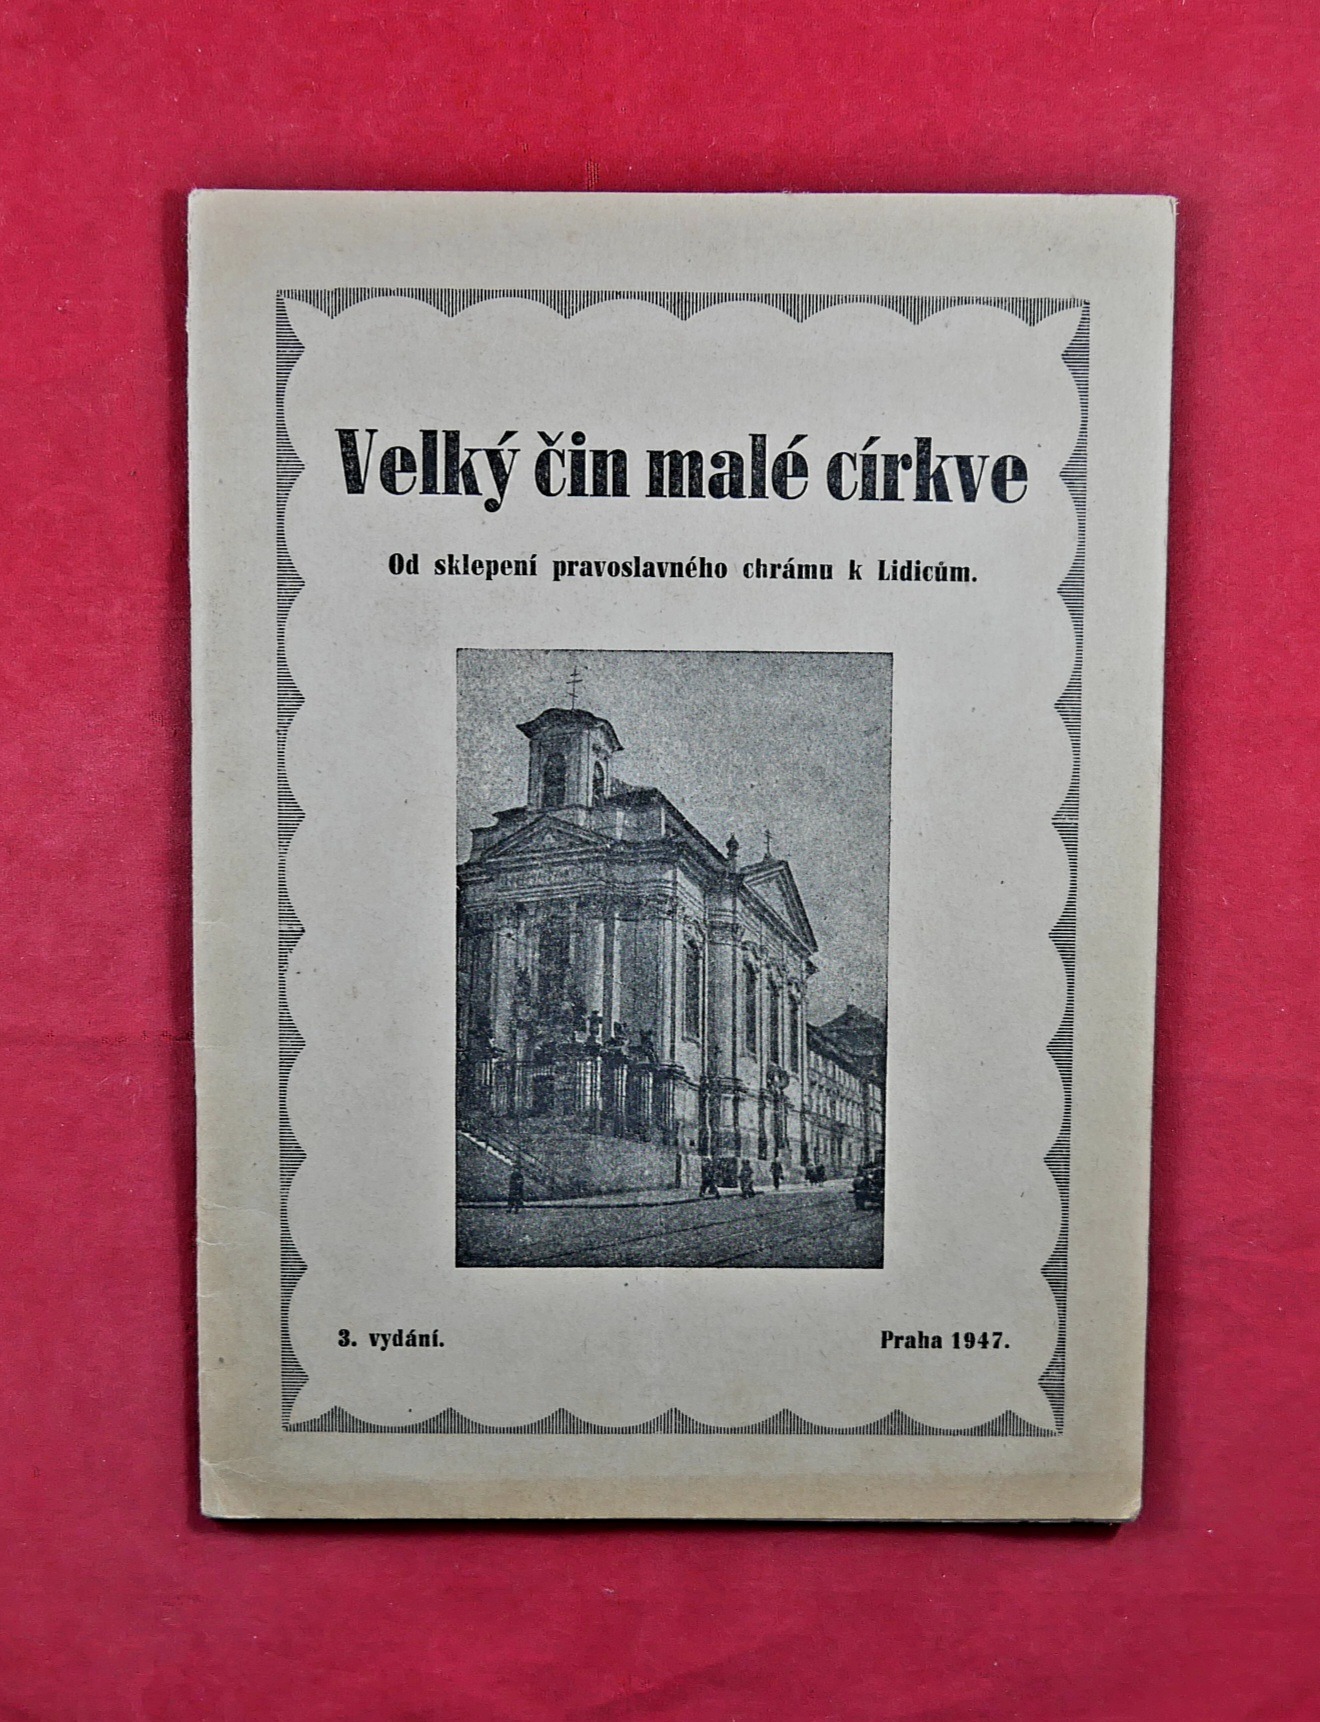 Velký čin malé církve
Od sklepení pravoslavného chrámu k Lidicům.
3. vydání.
Praha 1947.